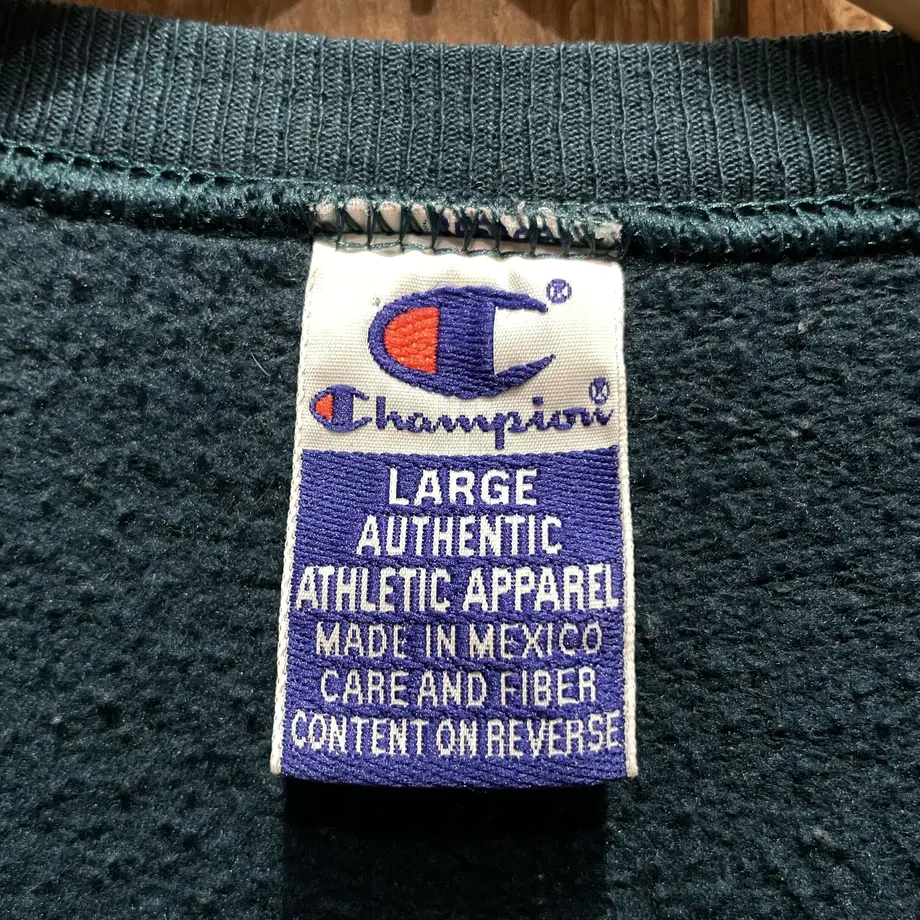 ®
Champion®
LARGE
AUTHENTIC
ATHLETIC APPAREL
MADE IN MEXICO
CARE AND FIBER
CONTENT ON REVERSE